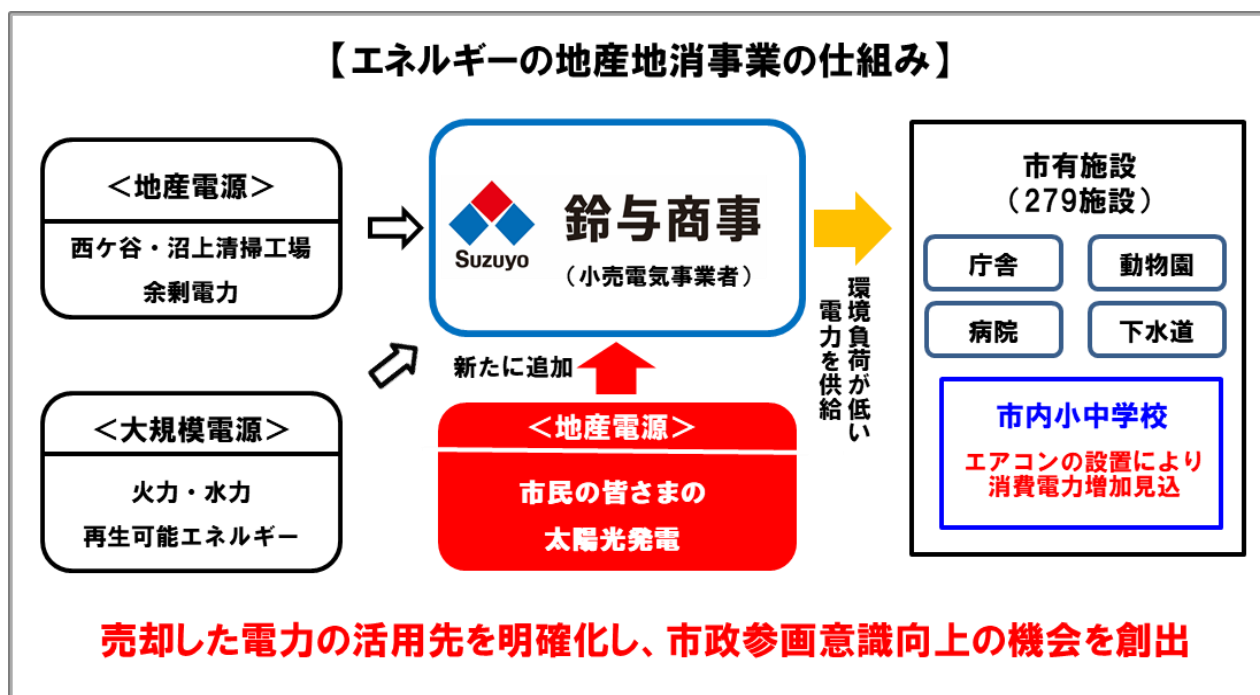 【エネルギーの地産地消事業の仕組み】
＜地産電源＞
西ケ谷・沼上清掃工場
余剰電力
＜大規模電源＞
火力・水力
再生可能エネルギー
Suzuyo
鈴与商事
（小売電気事業者）
新たに追加
＜地産電源＞
市民の皆さまの
太陽光発電
環境負荷が低い
電力を供給
市有施設
（279施設）
庁舎
動物園
病院
下水道
市内小中学校
エアコンの設置により
消費電力増加見込
売却した電力の活用先を明確化し、市政参画意識向上の機会を創出